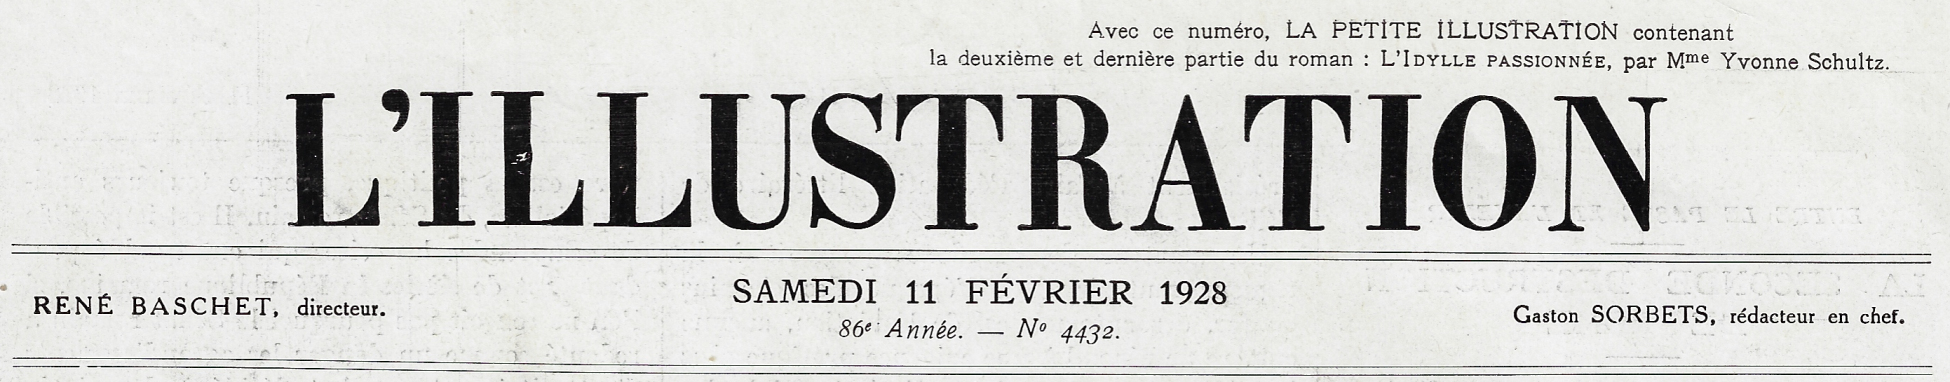 Avec ce numéro, LA PETITE ILLUSTRATION contenant
la deuxième et dernière partie du roman : L'IDYLLE PASSIONNÉE, par Mme Yvonne Schultz.
L'ILLUSTRATION
RENÉ BASCHET, directeur.
SAMEDI 11 FÉVRIER 1928
86e Année. — No 4432.
Gaston SORBETS, rédacteur en chef.